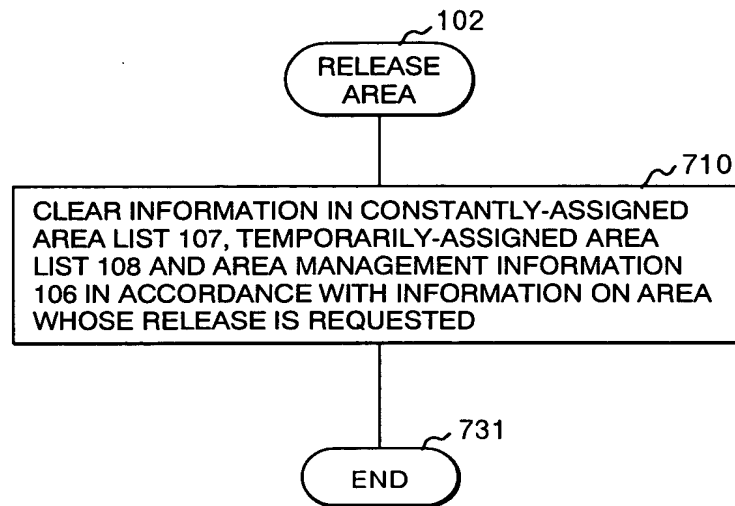 102
RELEASE
AREA
710
CLEAR INFORMATION IN CONSTANTLY-ASSIGNED
AREA LIST 107, TEMPORARILY-ASSIGNED AREA
LIST 108 AND AREA MANAGEMENT INFORMATION
106 IN ACCORDANCE WITH INFORMATION ON AREA
WHOSE RELEASE IS REQUESTED
731
END